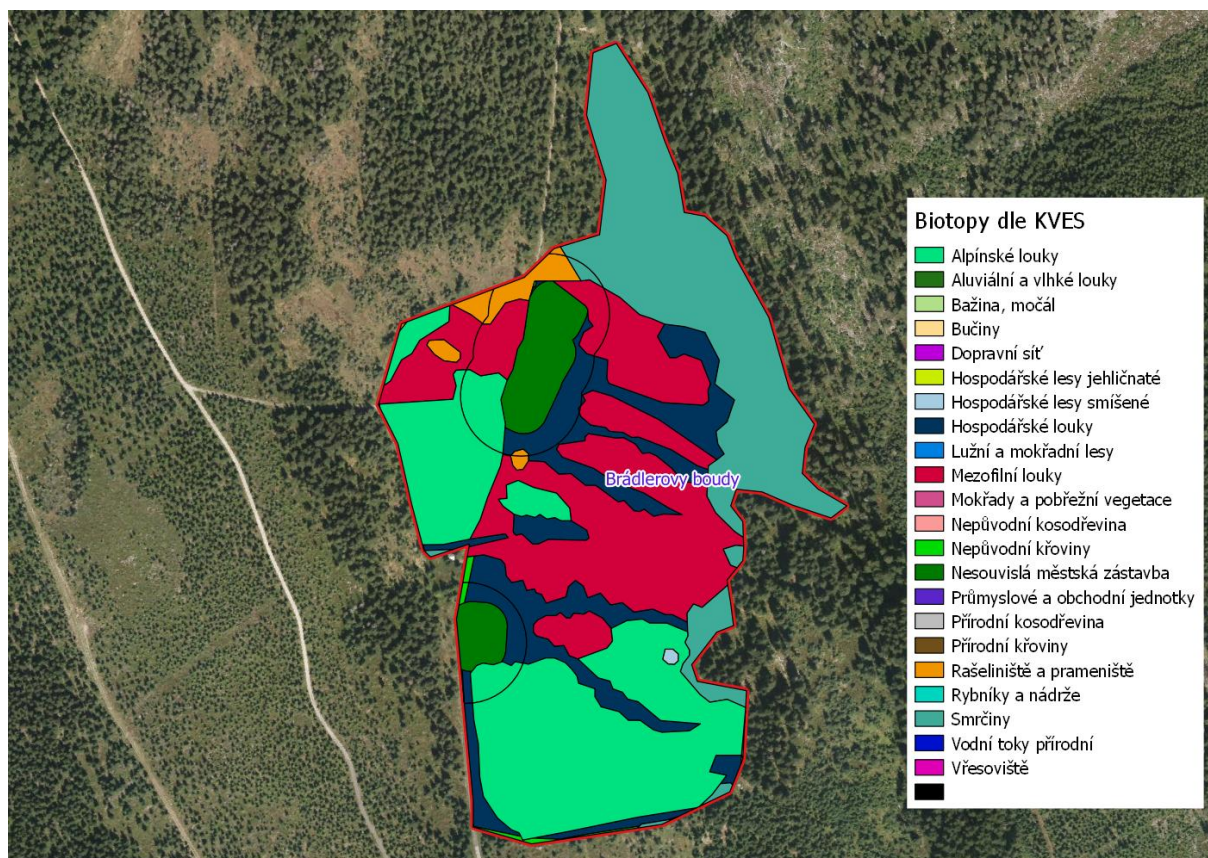 Biotopy dle KVES
Alpínské louky
Aluviální a vlhké louky
Bažina, močál
Bučiny
Dopravní síť
Hospodářské lesy jehličnaté
Hospodářské lesy smíšené
Hospodářské louky
Lužní a mokřadní lesy
Mezofilní louky
Mokřady a pobřežní vegetace
Nepůvodní kosodřevina
Nepůvodní křoviny
Nesouvislá městská zástavba
Průmyslové a obchodní jednotky
Přírodní kosodřevina
Přírodní křoviny
Rašeliniště a prameniště
Rybníky a nádrže
Smrčiny
Vodní toky přírodní
Vřesoviště
Brádlerovy boudy